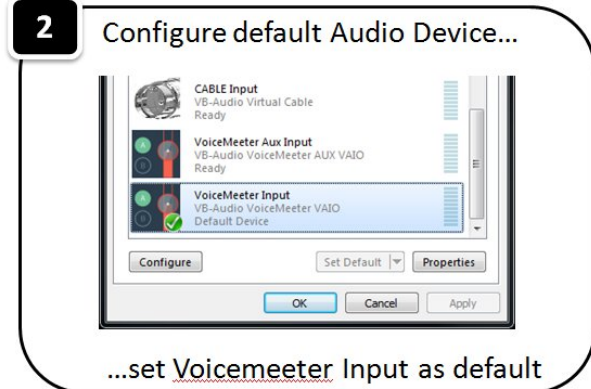 2
Configure default Audio Device...
CABLE Input
VB-Audio Virtual Cable
Ready
VoiceMeeter Aux Input
VB-Audio VoiceMeeter AUX VAIO
Ready
VoiceMeeter Input
VB-Audio VoiceMeeter VAIO
Default Device
Configure
Set Default
Properties
OK
Cancel
Apply
...set Voicemeeter Input as default